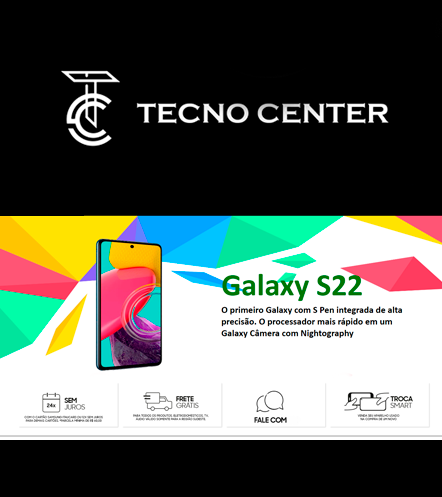 TECNO CENTER
Galaxy S22
O primeiro Galaxy com S Pen integrada de alta
precisão. O processador mais rápido em um
Galaxy Câmera com Nightography
24x
SEM
JUROS
FRETE
GRÁTIS
FALE COM
TROCA
SMART